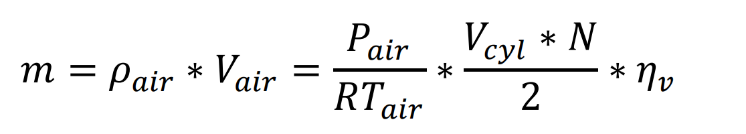 m = ρ_air * V_air = P_air / RT_air * V_cyl * N / 2 * η_v